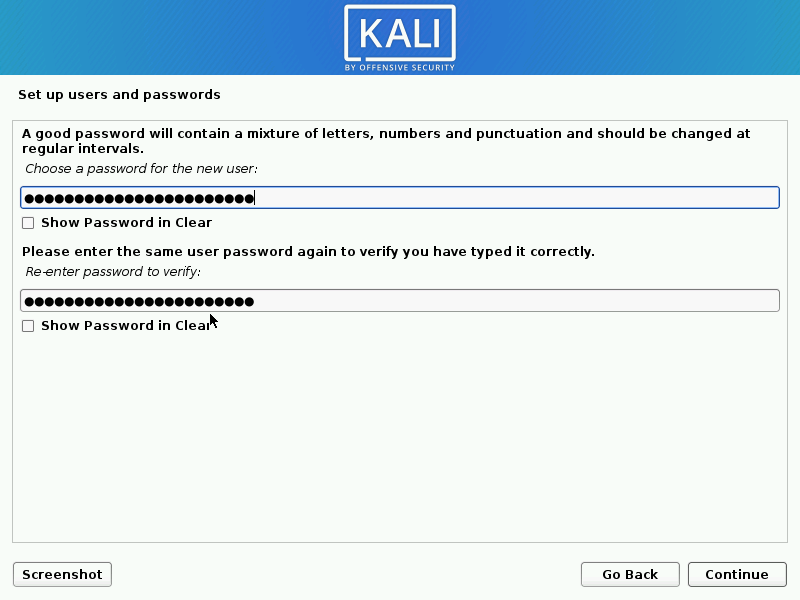 KALI
BY OFFENSIVE SECURITY
Set up users and passwords
A good password will contain a mixture of letters, numbers and punctuation and should be changed at
regular intervals.
Choose a password for the new user:
●●●●●●●●●●●●●●●●●●●●●●●
Show Password in Clear
Please enter the same user password again to verify you have typed it correctly.
Re-enter password to verify:
●●●●●●●●●●●●●●●●●●●●●●●
Show Password in Clear
Screenshot
Go Back
Continue